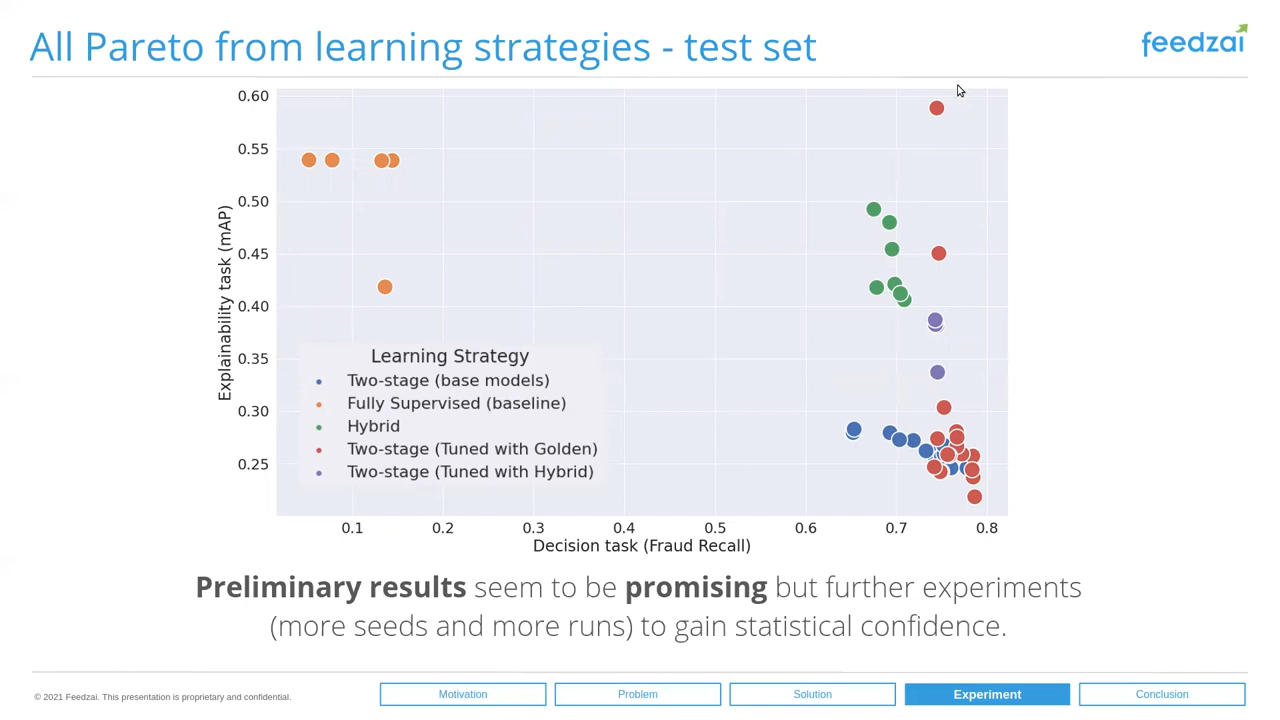 All Pareto from learning strategies - test set
feedzai
0.60
0.55
0.50
0.45
0.40
0.35
0.30
0.25
Explainability task (mAP)
Learning Strategy
Two-stage (base models)
Fully Supervised (baseline)
Hybrid
Two-stage (Tuned with Golden)
Two-stage (Tuned with Hybrid)
0.1 0.2 0.3 0.4 0.5 0.6 0.7 0.8
Decision task (Fraud Recall)
Preliminary results seem to be promising but further experiments
(more seeds and more runs) to gain statistical confidence.
© 2021 Feedzai. This presentation is proprietary and confidential.
Motivation Problem Solution Experiment Conclusion